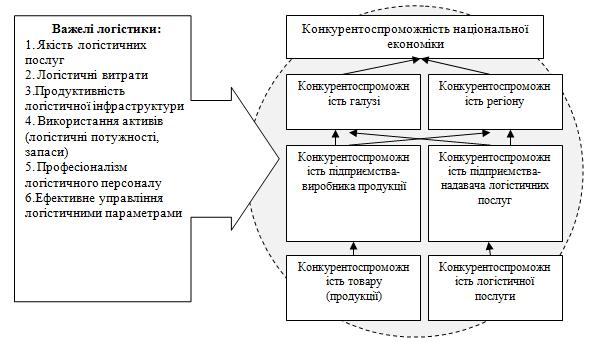 Важелі логістики:
1. Якість логістичних
послуг
2. Логістичні витрати
3.Продуктивність
логістичної інфраструктури
4. Використання активів
(логістичні потужності,
запаси)
5. Професіоналізм
логістичного персоналу
6.Ефективне управління
логістичними параметрами
Конкурентоспроможність національної
економіки
Конкурентоспроможн
ість галузі
Конкурентоспроможн
ість регіону
Конкурентоспроможн
ість підприємства-
виробника продукції
Конкурентоспроможн
ість підприємства-
надавача логістичних
послуг
Конкурентоспроможн
ість товару
(продукції)
Конкурентоспроможн
ість логістичної
послуги